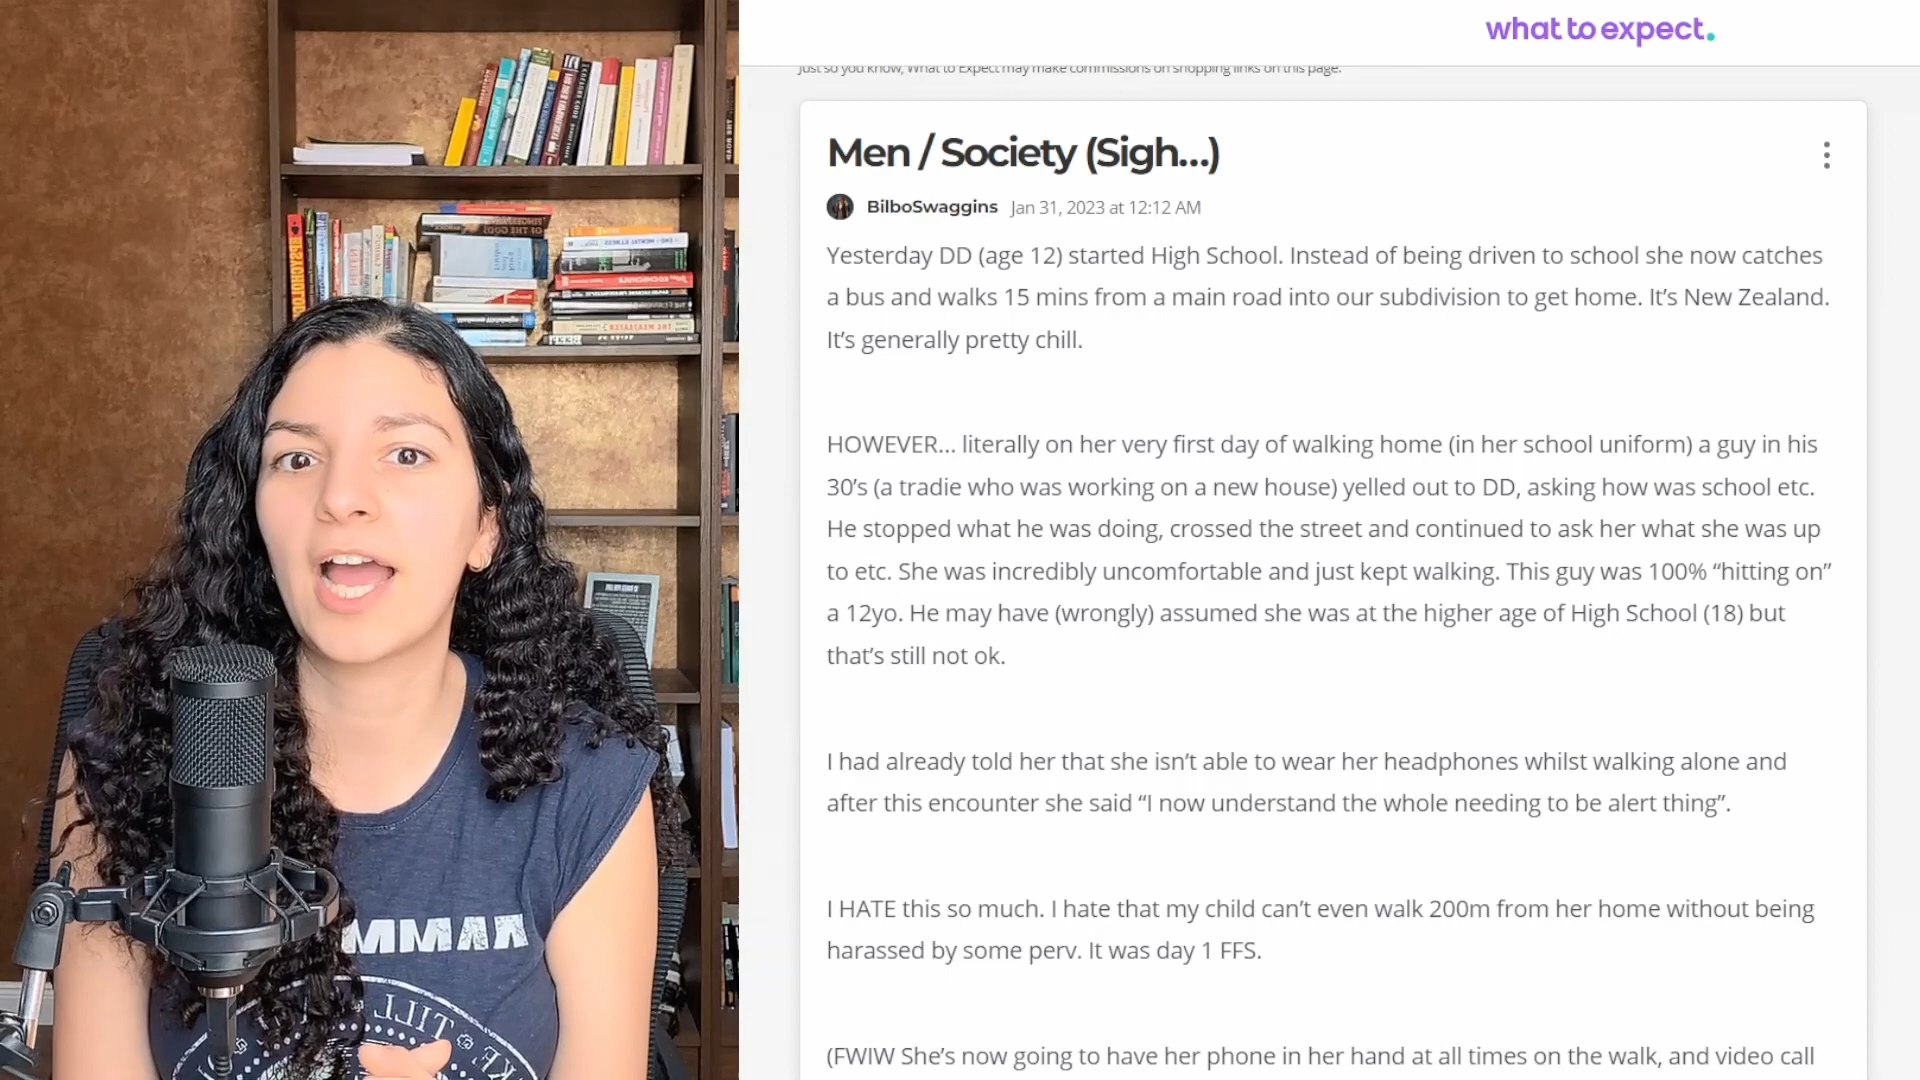 what to expect.
Just so you know, What to Expect may make commissions on shopping links on this page.
Men / Society (Sigh...)
BilboSwaggins Jan 31, 2023 at 12:12 AM
Yesterday DD (age 12) started High School. Instead of being driven to school she now catches
a bus and walks 15 mins from a main road into our subdivision to get home. It’s New Zealand.
It’s generally pretty chill.
HOWEVER... literally on her very first day of walking home (in her school uniform) a guy in his
30’s (a tradie who was working on a new house) yelled out to DD, asking how was school etc.
He stopped what he was doing, crossed the street and continued to ask her what she was up
to etc. She was incredibly uncomfortable and just kept walking. This guy was 100% “hitting on”
a 12yo. He may have (wrongly) assumed she was at the higher age of High School (18) but
that’s still not ok.
I had already told her that she isn’t able to wear her headphones whilst walking alone and
after this encounter she said “I now understand the whole needing to be alert thing”.
I HATE this so much. I hate that my child can’t even walk 200m from her home without being
harassed by some perv. It was day 1 FFS.
(FWIW She’s now going to have her phone in her hand at all times on the walk, and video call